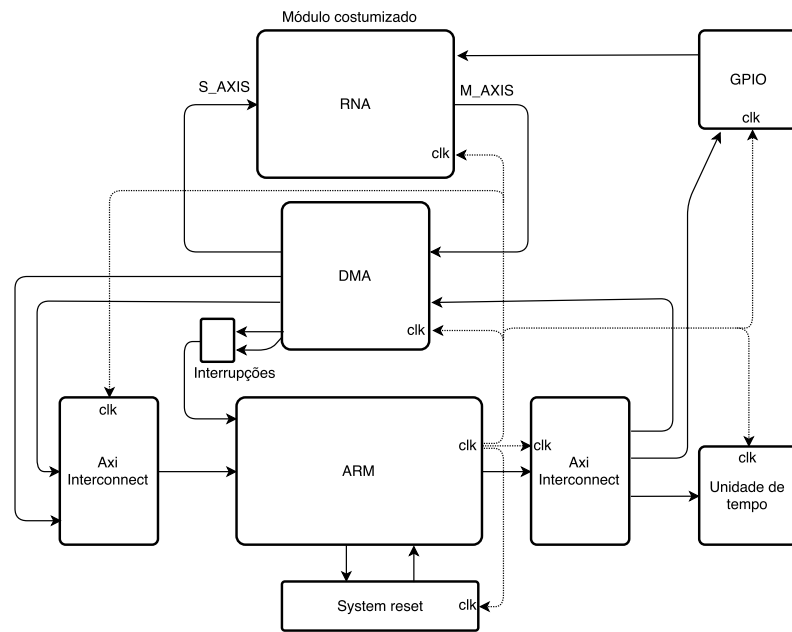 Módulo costumizado
S_AXIS
RNA
M_AXIS
clk
GPIO
clk
DMA
clk
Interrupções
clk
Axi
Interconnect
ARM
clk
clk
Axi
Interconnect
clk
Unidade de
tempo
System reset
clk